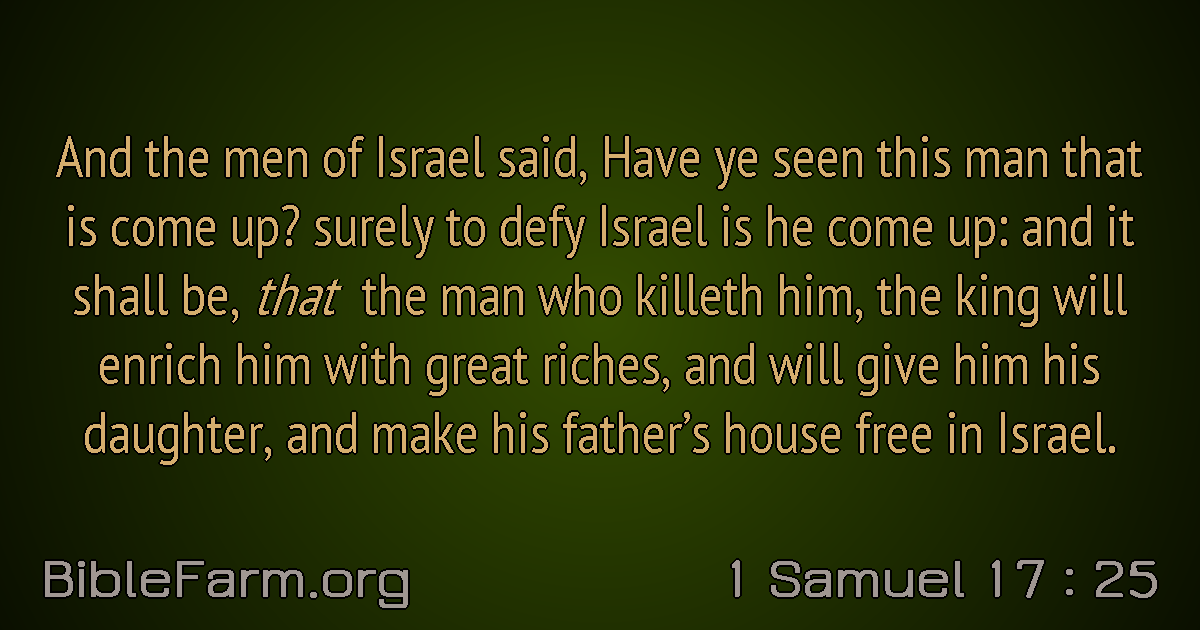 And the men of Israel said, Have ye seen this man that
is come up? surely to defy Israel is he come up: and it
shall be, that the man who killeth him, the king will
enrich him with great riches, and will give him his
daughter, and make his father’s house free in Israel.
BibleFarm.org
1 Samuel 17 : 25